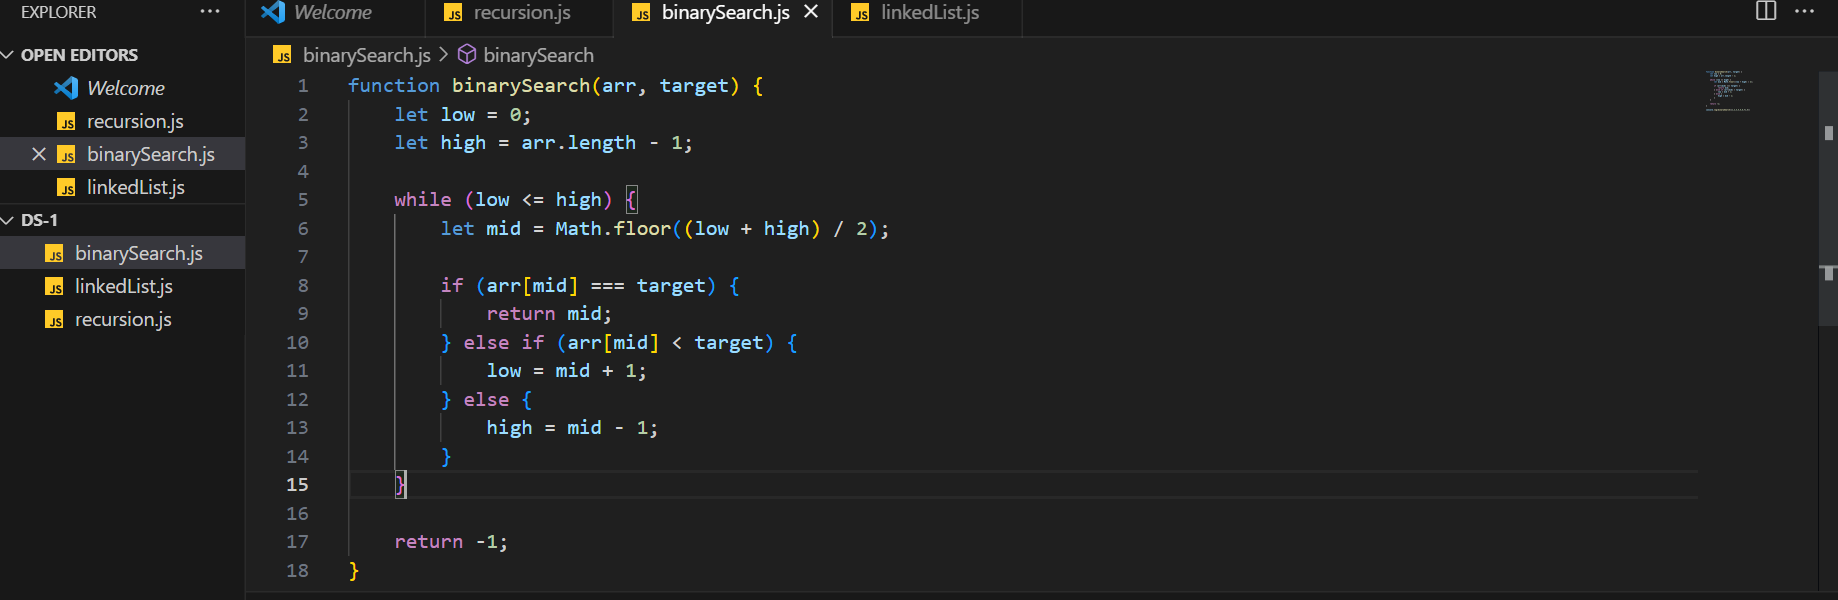 EXPLORER ···
OPEN EDITORS
Welcome
JS recursion.js
JS binarySearch.js
JS linkedList.js
DS-1
JS binarySearch.js
JS linkedList.js
JS recursion.js
Welcome JS recursion.js JS binarySearch.js JS linkedList.js ···
JS binarySearch.js > binarySearch
1 function binarySearch(arr, target) {
2     let low = 0;
3     let high = arr.length - 1;
4
5     while (low <= high) {
6         let mid = Math.floor((low + high) / 2);
7
8         if (arr[mid] === target) {
9             return mid;
10         } else if (arr[mid] < target) {
11             low = mid + 1;
12         } else {
13             high = mid - 1;
14         }
15     }
16
17     return -1;
18 }